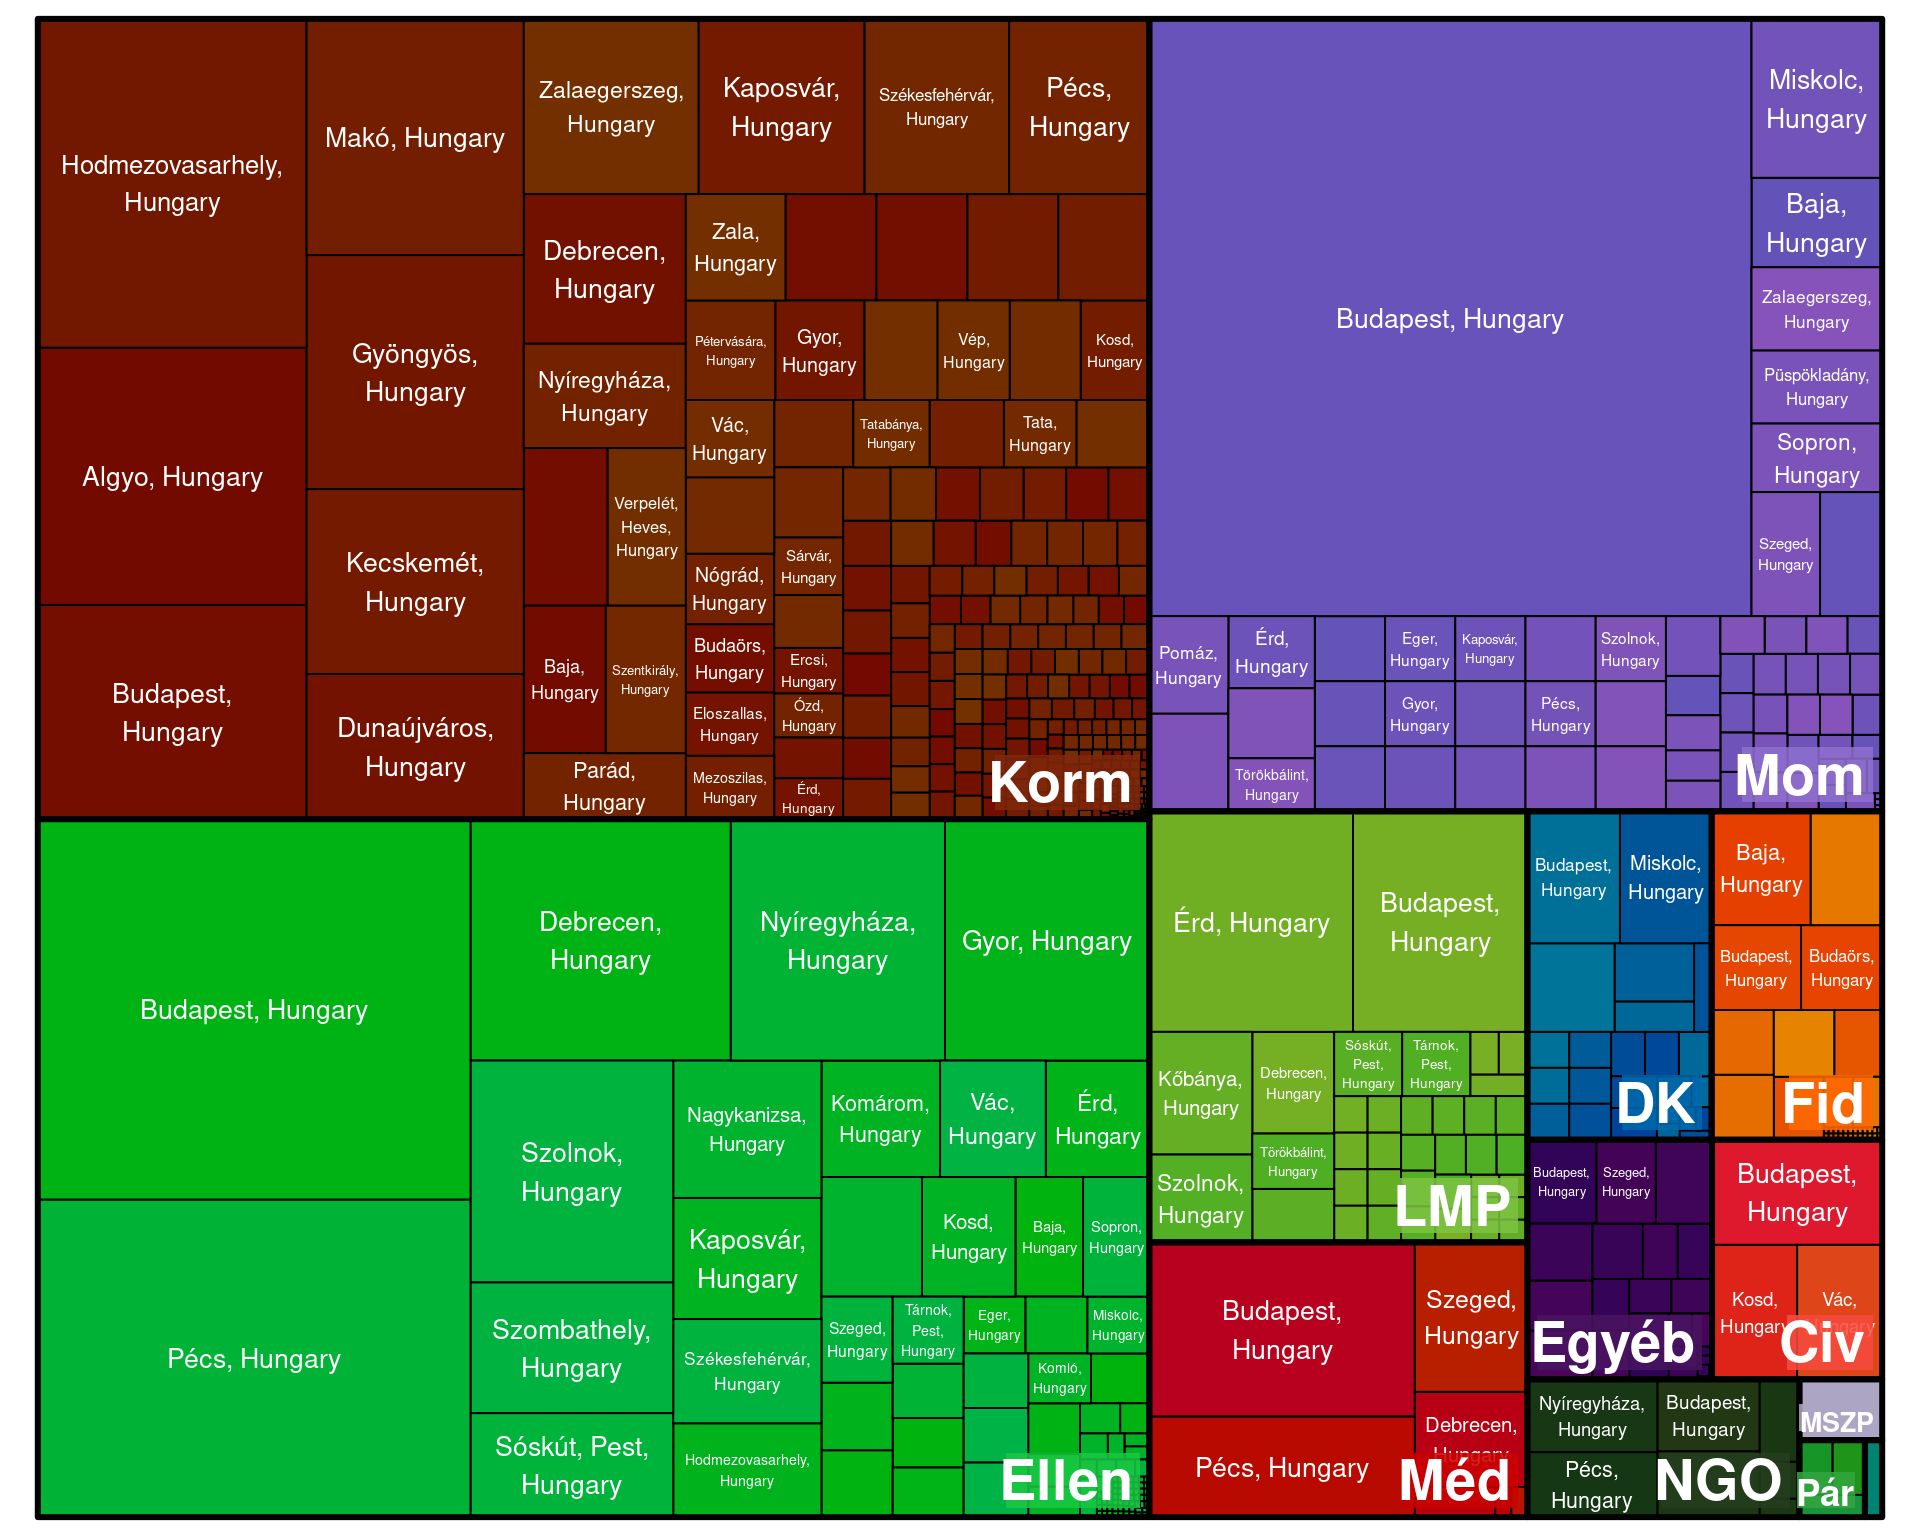 Hodmezovasarhely,
Hungary
Makó, Hungary
Zalaegerszeg,
Hungary
Kaposvár,
Hungary
Székesfehérvár,
Hungary
Pécs,
Hungary
Algyo, Hungary
Gyöngyös,
Hungary
Debrecen,
Hungary
Zala,
Hungary
Pétervására,
Hungary
Gyor,
Hungary
Vép,
Hungary
Kosd,
Hungary
Nyíregyháza,
Hungary
Vác,
Hungary
Tatabánya,
Hungary
Tata,
Hungary
Budapest,
Hungary
Kecskemét,
Hungary
Verpelét,
Heves,
Hungary
Nógrád,
Hungary
Sárvár,
Hungary
Dunaújváros,
Hungary
Baja,
Hungary
Szentkirály,
Hungary
Budaörs,
Hungary
Ercsi,
Hungary
Eloszallas,
Hungary
Ózd,
Hungary
Parád,
Hungary
Mezoszilas,
Hungary
Érd,
Hungary
Korm
Budapest, Hungary
Miskolc,
Hungary
Baja,
Hungary
Zalaegerszeg,
Hungary
Püspökladány,
Hungary
Sopron,
Hungary
Szeged,
Hungary
Pomáz,
Hungary
Érd,
Hungary
Eger,
Hungary
Kaposvár,
Hungary
Szolnok,
Hungary
Gyor,
Hungary
Pécs,
Hungary
Törökbálint,
Hungary
Mom
Budapest, Hungary
Debrecen,
Hungary
Nyíregyháza,
Hungary
Gyor, Hungary
Pécs, Hungary
Szolnok,
Hungary
Nagykanizsa,
Hungary
Komárom,
Hungary
Vác,
Hungary
Érd,
Hungary
Kaposvár,
Hungary
Kosd,
Hungary
Baja,
Hungary
Sopron,
Hungary
Szombathely,
Hungary
Székesfehérvár,
Hungary
Szeged,
Hungary
Tárnok,
Pest,
Hungary
Eger,
Hungary
Miskolc,
Hungary
Komló,
Hungary
Sóskút, Pest,
Hungary
Hodmezovasarhely,
Hungary
Ellen
Érd, Hungary
Budapest,
Hungary
Kőbánya,
Hungary
Debrecen,
Hungary
Sóskút,
Pest,
Hungary
Tárnok,
Pest,
Hungary
Szolnok,
Hungary
Törökbálint,
Hungary
LMP
Budapest,
Hungary
Miskolc,
Hungary
DK
Baja,
Hungary
Budapest,
Hungary
Budaörs,
Hungary
Fid
Budapest,
Hungary
Szeged,
Hungary
Egyéb
Budapest,
Hungary
Kosd,
Hungary
Vác,
Hungary
Civ
Budapest,
Hungary
Szeged,
Hungary
Debrecen,
Hungary
Pécs, Hungary
Méd
Nyíregyháza,
Hungary
Budapest,
Hungary
Pécs,
Hungary
NGO
MSZP
Pár